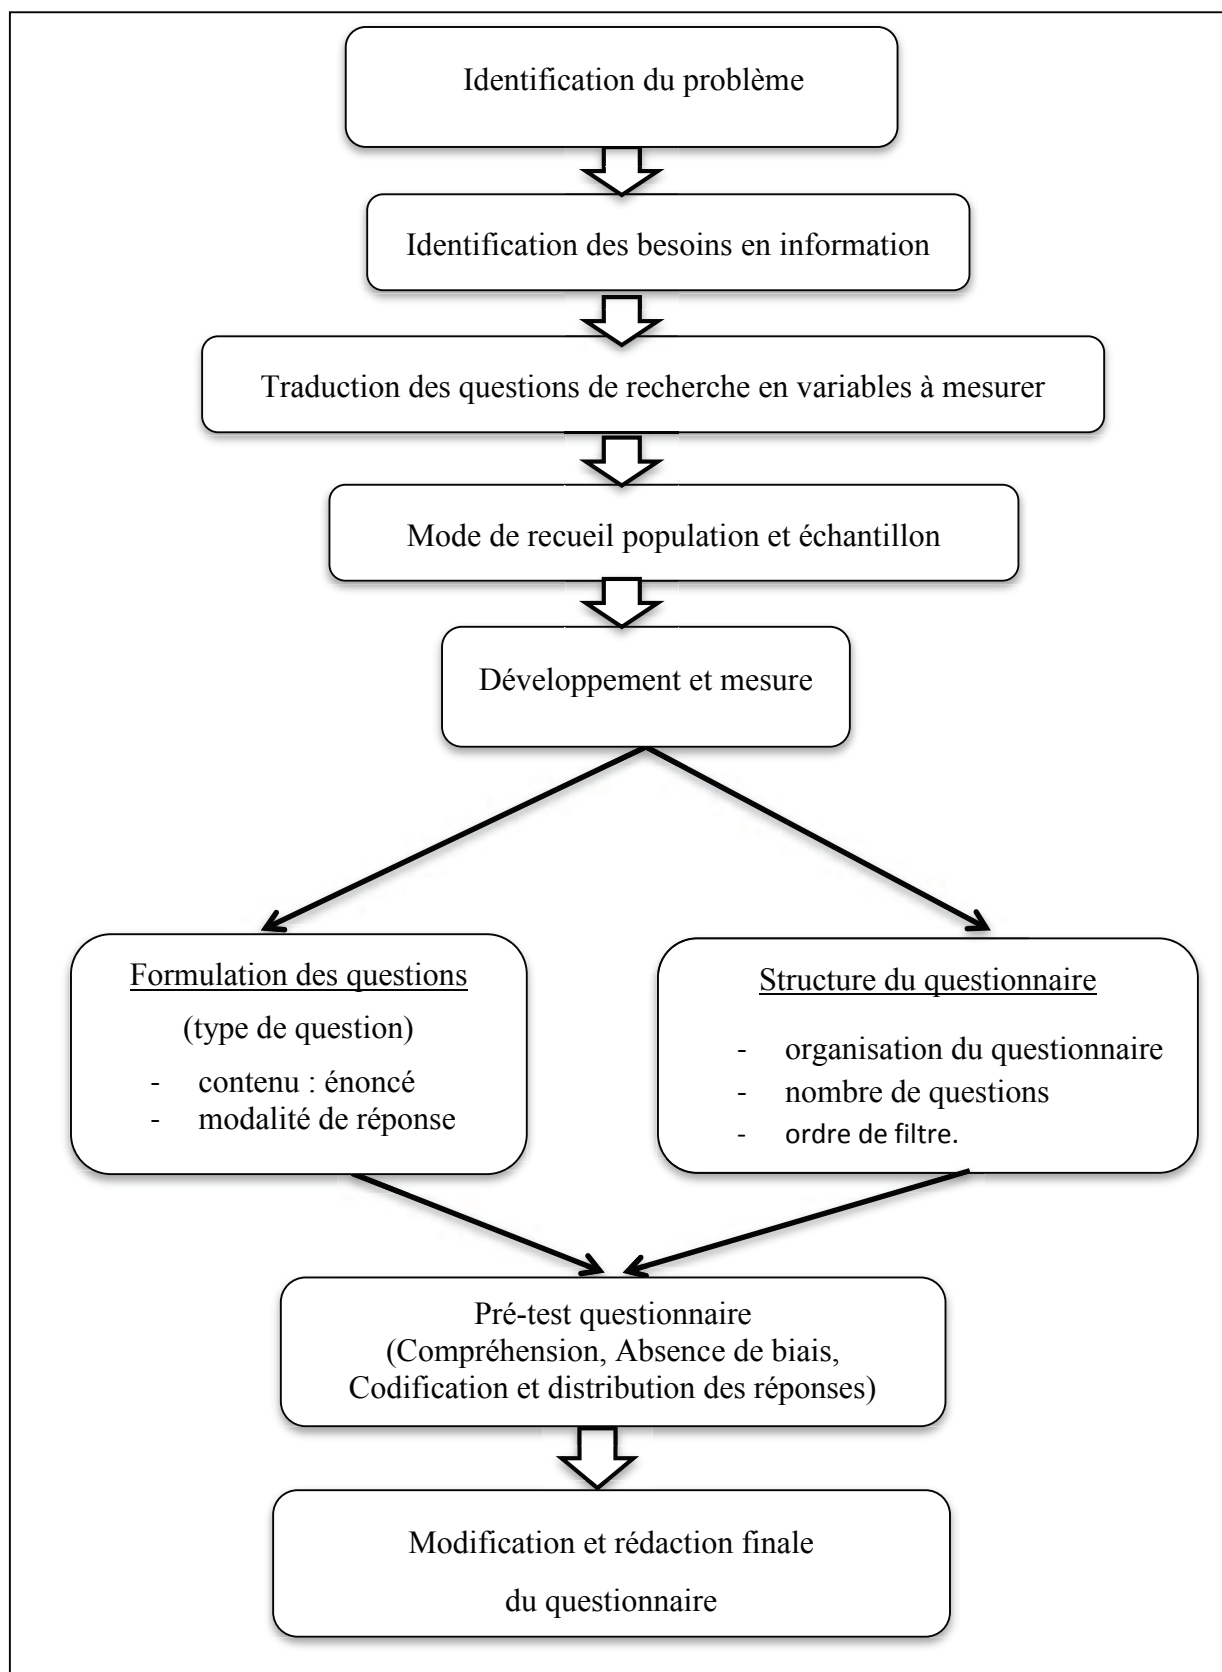 Identification du problème
Identification des besoins en information
Traduction des questions de recherche en variables à mesurer
Mode de recueil population et échantillon
Développement et mesure
Formulation des questions
(type de question)
- contenu : énoncé
- modalité de réponse
Structure du questionnaire
- organisation du questionnaire
- nombre de questions
- ordre de filtre.
Pré-test questionnaire
(Compréhension, Absence de biais,
Codification et distribution des réponses)
Modification et rédaction finale
du questionnaire